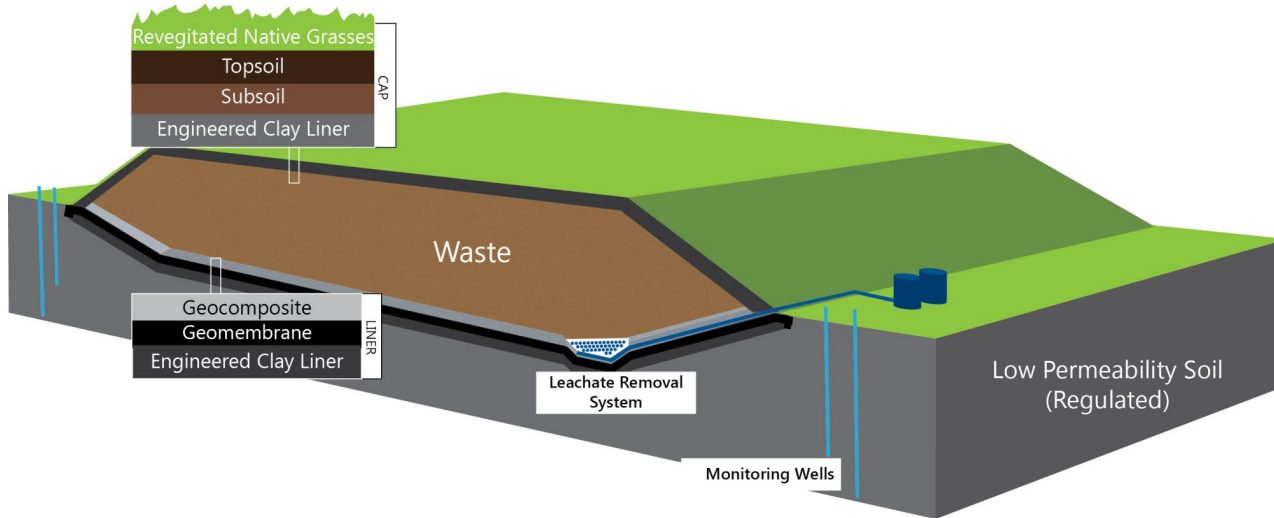 Revegitated Native Grasses
Topsoil
Subsoil
Engineered Clay Liner
CAP
Waste
Geocomposite
Geomembrane
Engineered Clay Liner
LINER
Leachate Removal
System
Low Permeability Soil
(Regulated)
Monitoring Wells